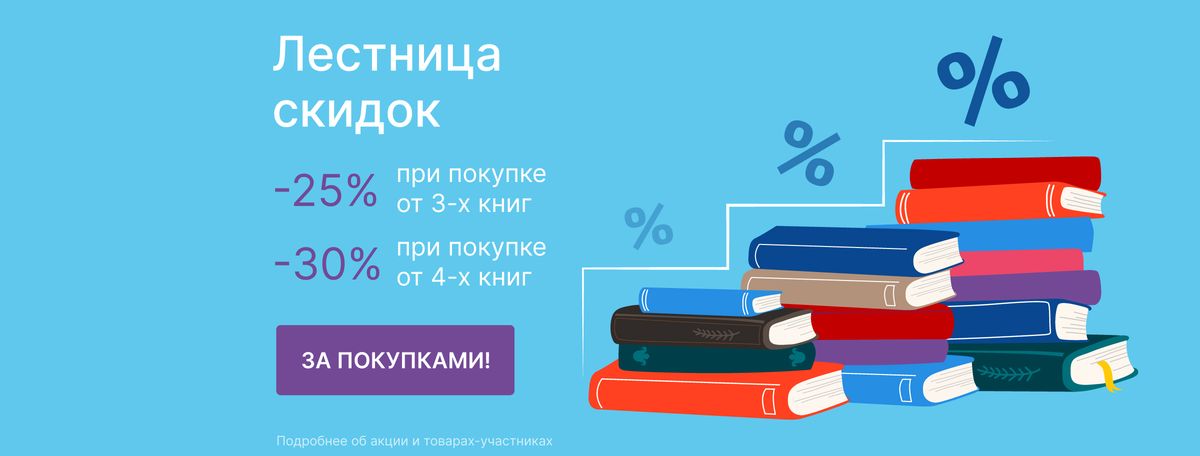 Лестница
скидок
-25%
при покупке
от 3-х книг
-30%
при покупке
от 4-х книг
ЗА ПОКУПКАМИ!
Подробнее об акции и товарах-участниках
%
%
%